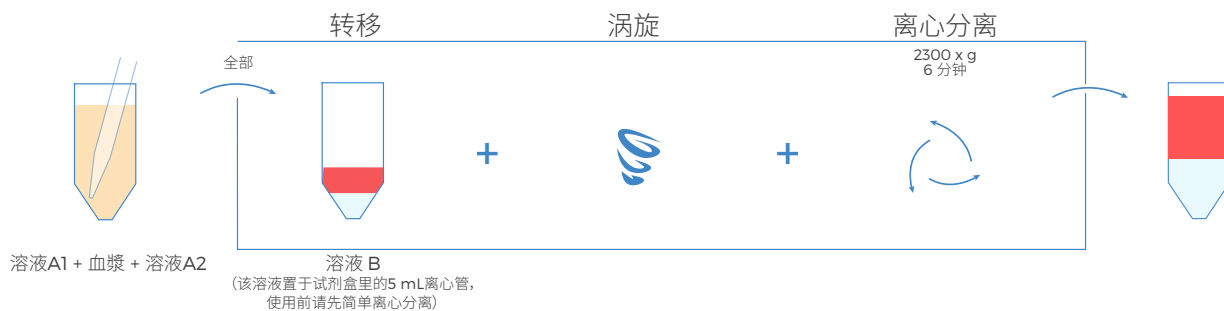 转移
涡旋
离心分离
全部
2300 x g
6 分钟
溶液A1 + 血漿 + 溶液A2
溶液 B
（该溶液置于试剂盒里的5 mL离心管，
使用前请先简单离心分离）